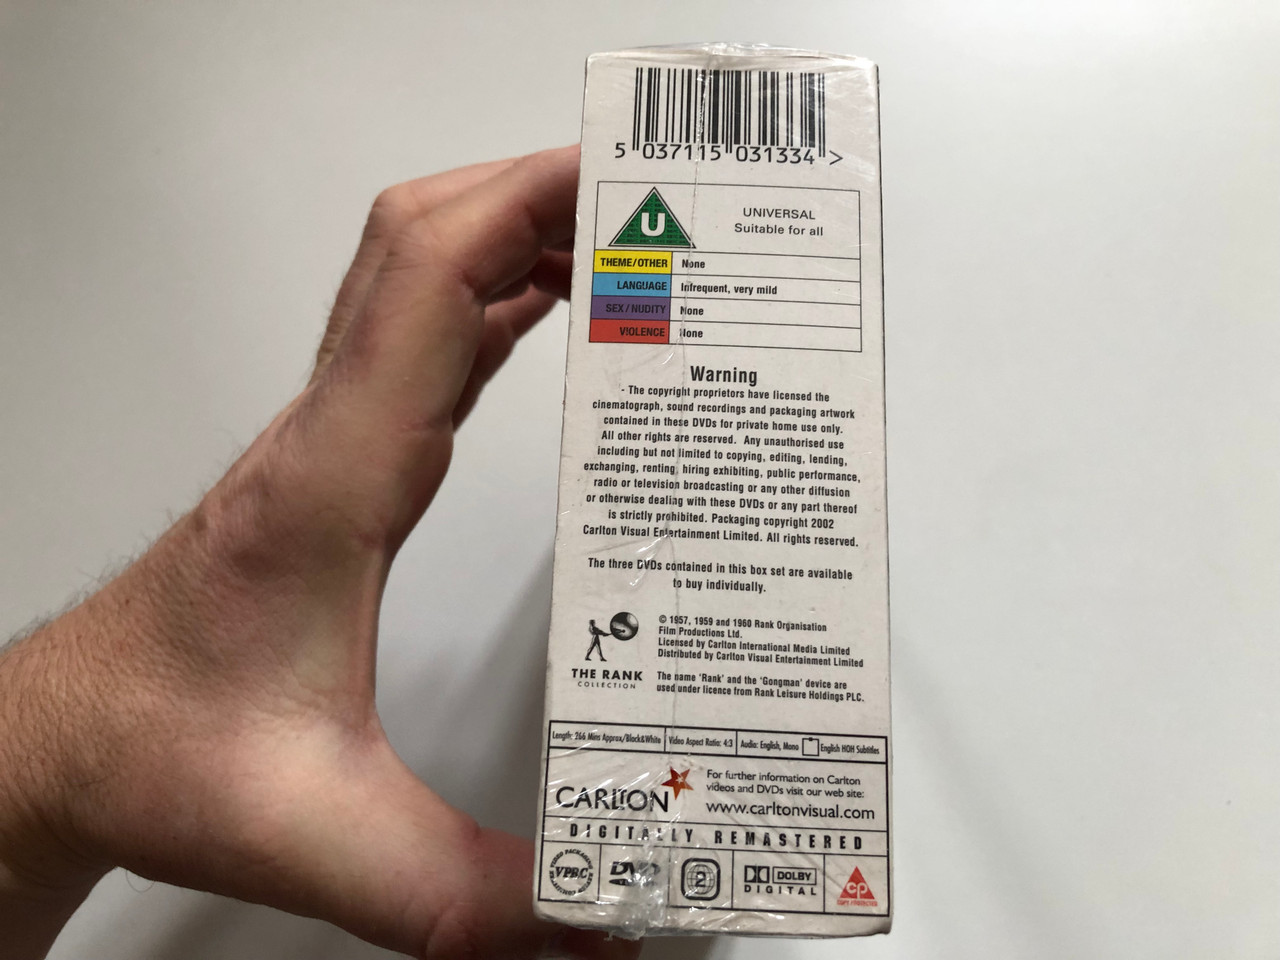 5 037115 031334 >
U
UNIVERSAL
Suitable for all
THEME/OTHER None
LANGUAGE Infrequent, very mild
SEX/NUDITY None
VIOLENCE None
Warning
- The copyright proprietors have licensed the
cinematograph, sound recordings and packaging artwork
contained in these DVDs for private home use only.
All other rights are reserved. Any unauthorised use
including but not limited to copying, editing, lending,
exchanging, renting, hiring exhibiting, public performance,
radio or television broadcasting or any other diffusion
or otherwise dealing with these DVDs or any part thereof
is strictly prohibited. Packaging copyright 2002
Carlton Visual Entertainment Limited. All rights reserved.
The three DVDs contained in this box set are available
to buy individually.
© 1957, 1959 and 1960 Rank Organisation
Film Productions Ltd.
Licensed by Carlton International Media Limited
Distributed by Carlton Visual Entertainment Limited
THE RANK
COLLECTION
The name 'Rank' and the 'Gongman' device are
used under licence from Rank Leisure Holdings PLC.
Length: 266 Mins Approx/Black&White Video Aspect Ratio: 4:3 Audio: English, Mono English HOH Subtitles
CARLTON
For further information on Carlton
videos and DVDs visit our web site:
www.carltonvisual.com
DIGITALLY REMASTERED
VPRC
DVD
2
DOLBY
DIGITAL
CP
COPY PROTECTED